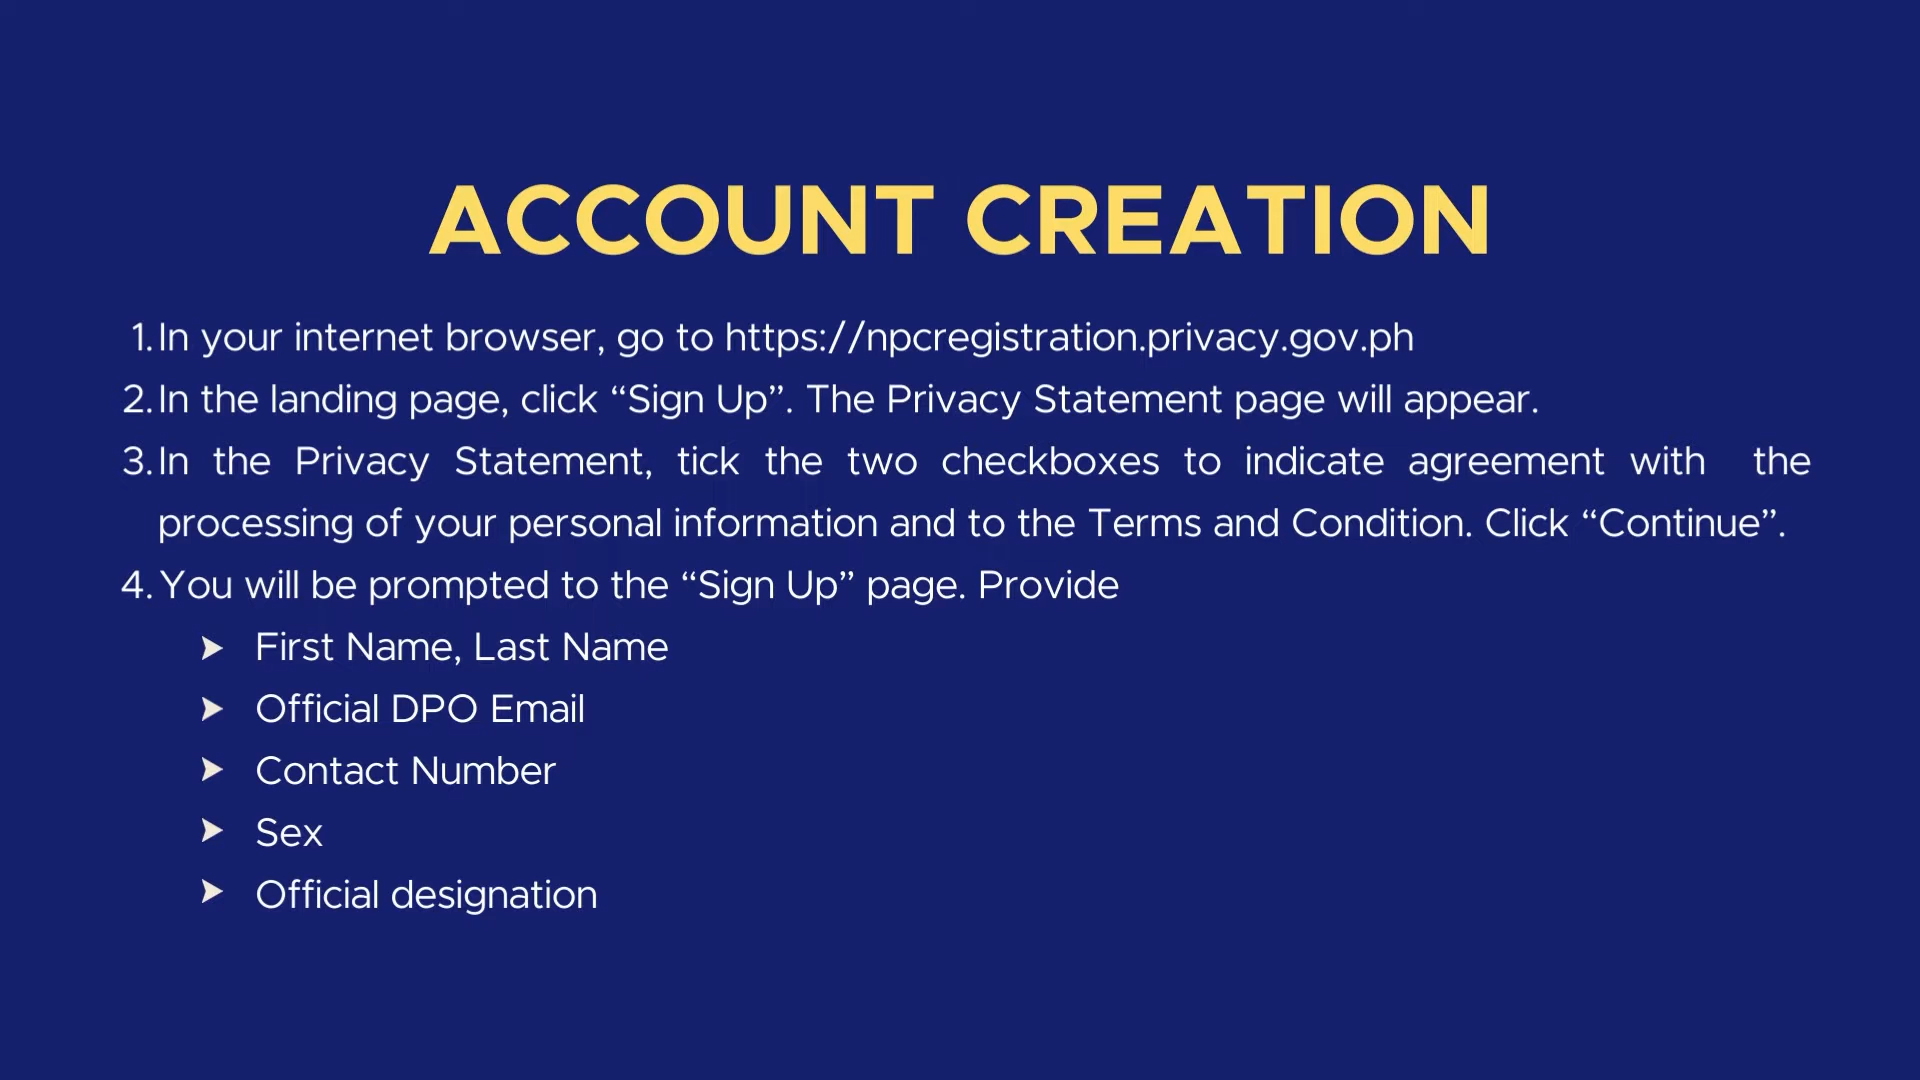 ACCOUNT CREATION
1. In your internet browser, go to https://npcregistration.privacy.gov.ph
2. In the landing page, click “Sign Up”. The Privacy Statement page will appear.
3. In the Privacy Statement, tick the two checkboxes to indicate agreement with the
processing of your personal information and to the Terms and Condition. Click “Continue”.
4. You will be prompted to the “Sign Up” page. Provide
➤ First Name, Last Name
➤ Official DPO Email
➤ Contact Number
➤ Sex
➤ Official designation